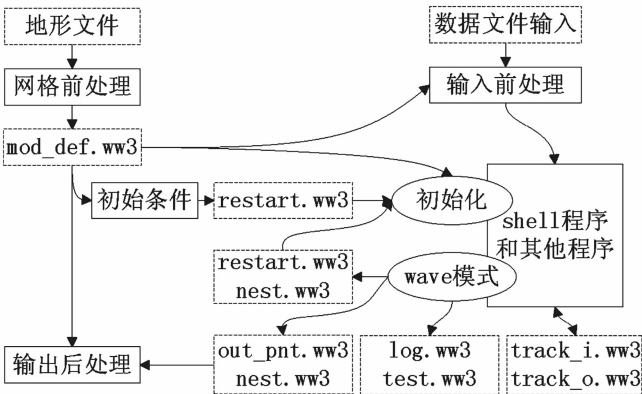 地形文件
数据文件输入
网格前处理
输入前处理
mod_def.ww3
初始条件
restart.ww3
初始化
shell程序
和其他程序
restart.ww3
nest.ww3
wave模式
输出后处理
out_pnt.ww3
nest.ww3
log.ww3
test.ww3
track_i.ww3
track_o.ww3